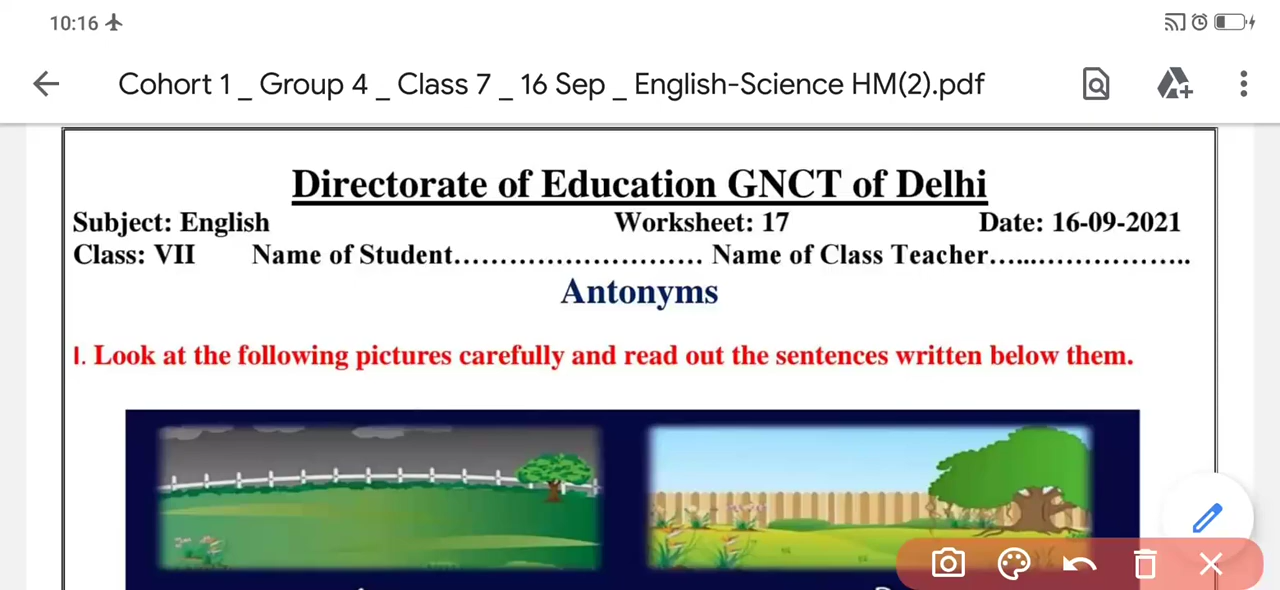 10:16
Cohort 1 _ Group 4 _ Class 7 _ 16 Sep _ English-Science HM(2).pdf
Directorate of Education GNCT of Delhi
Subject: English Worksheet: 17 Date: 16-09-2021
Class: VII Name of Student……………………… Name of Class Teacher…...……………..
Antonyms
I. Look at the following pictures carefully and read out the sentences written below them.